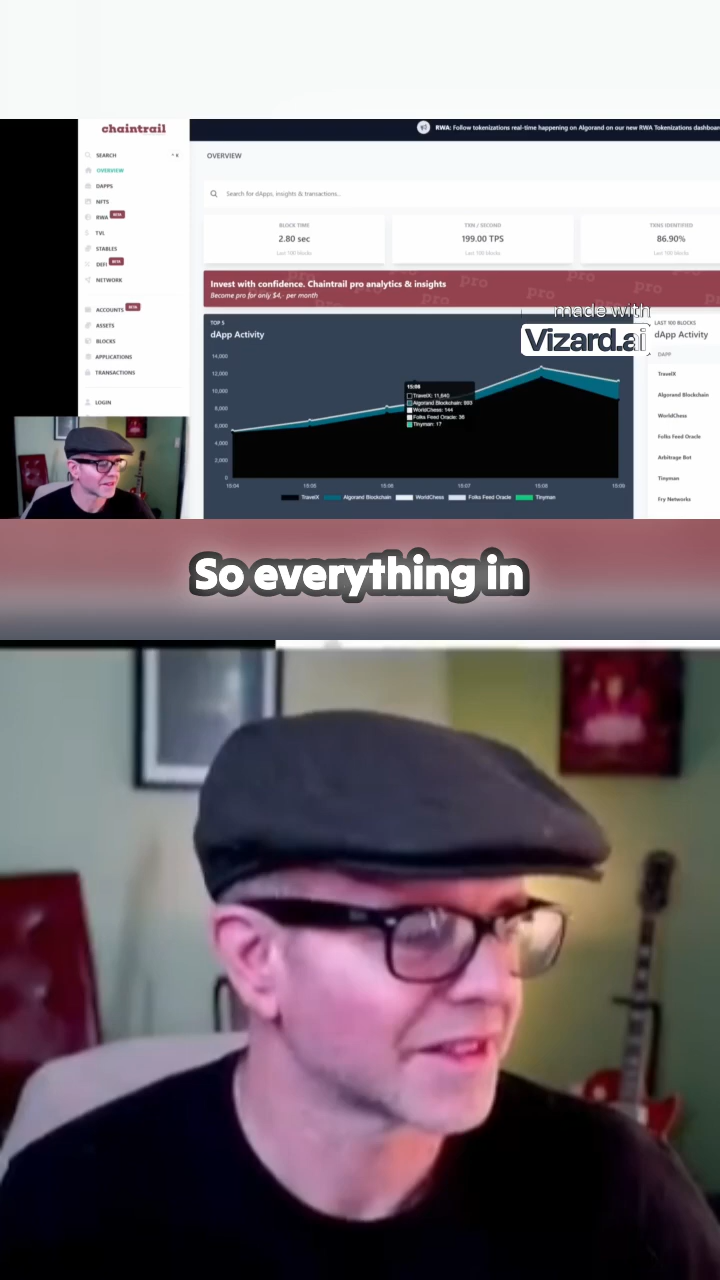 chaintrail
RWA: Follow tokenizations real-time happening on Algorand on our new RWA Tokenizations dashboar
SEARCH
OVERVIEW
DAPPS
NFTS
RWA BETA
TVL
STABLES
DEFI BETA
NETWORK
ACCOUNTS BETA
ASSETS
BLOCKS
APPLICATIONS
TRANSACTIONS
LOGIN
OVERVIEW
Search for dApps, insights & transactions...
BLOCK TIME
2.80 sec
Last 100 blocks
TXN / SECOND
199.00 TPS
Last 100 blocks
TXNS IDENTIFIED
86.90%
Last 100 blocks
Invest with confidence. Chaintrail pro analytics & insights
Become pro for only $4,- per month
pro pro pro pro pro
made with
Vizard.ai
TOP 5
dApp Activity
14,000
12,000
10,000
8,000
6,000
4,000
2,000
0
15:08
TravelX: 11,640
Algorand Blockchain: 993
WorldChess: 144
Folks Feed Oracle: 36
Tinyman: 17
15:04 15:05 15:06 15:07 15:08 15:09
TravelX Algorand Blockchain WorldChess Folks Feed Oracle Tinyman
LAST 100 BLOCKS
dApp Activity
DAPP
TravelX
Algorand Blockchain
WorldChess
Folks Feed Oracle
Arbitrage Bot
Tinyman
Fry Networks
So everything in